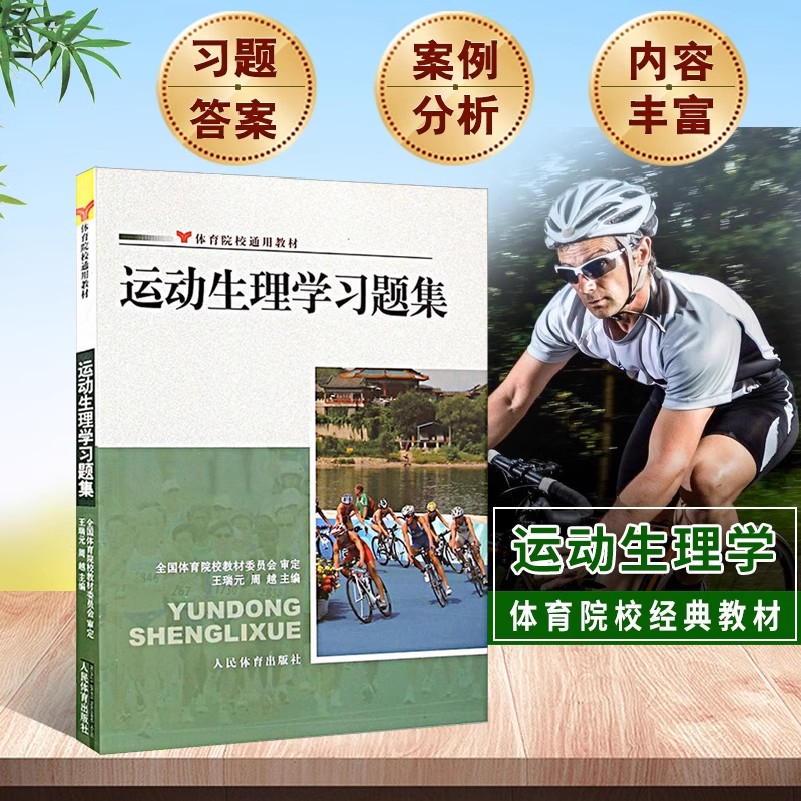 习题
答案
案例
分析
内容
丰富
体育院校通用教材
运动生理学习题集
全国体育院校教材委员会 审定
王瑞元 周 越 主编
YUNDONG
SHENGLIXUE
人民体育出版社
体育院校通用教材
运动生理学习题集
全国体育院校教材委员会 审定
王瑞元 周 越 主编
人民体育出版社
运动生理学
体育院校经典教材